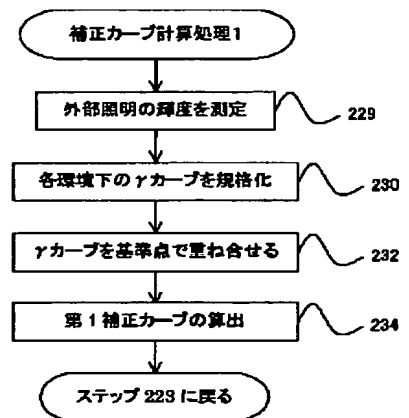 補正カーブ計算処理1
外部照明の輝度を測定
229
各環境下のγカーブを規格化
230
γカーブを基準点で重ね合せる
232
第1補正カーブの算出
234
ステップ223に戻る